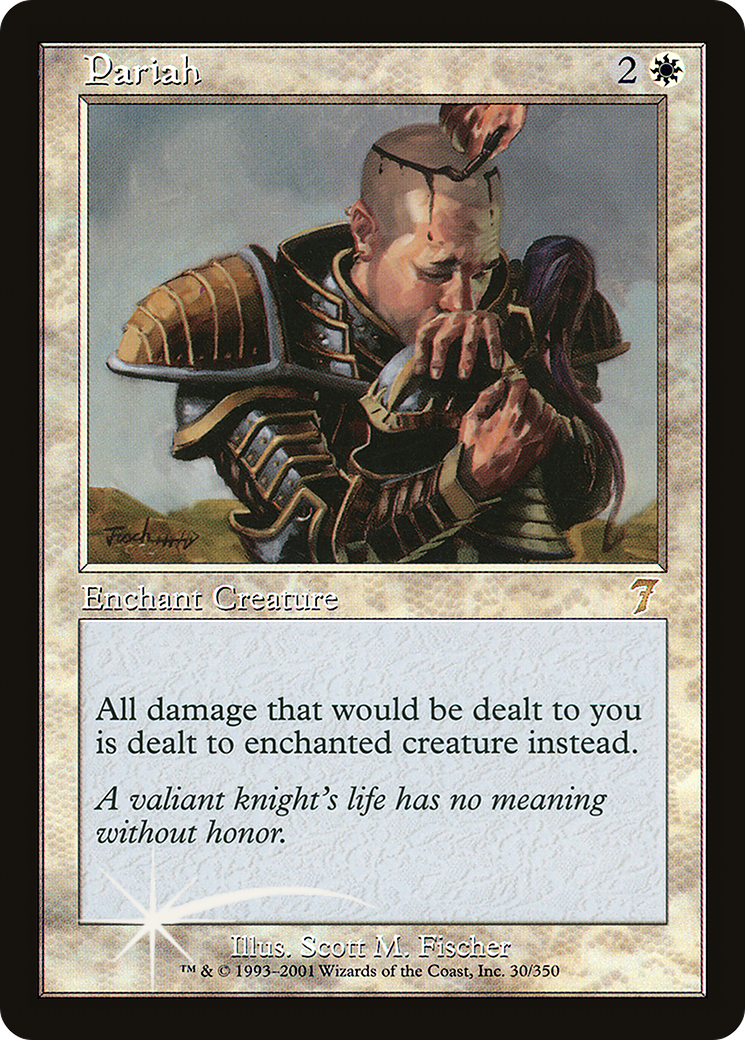 Pariah 2
Enchant Creature 7
All damage that would be dealt to you
is dealt to enchanted creature instead.
A valiant knight's life has no meaning
without honor.
Illus. Scott M. Fischer
™ & © 1993–2001 Wizards of the Coast, Inc. 30/350